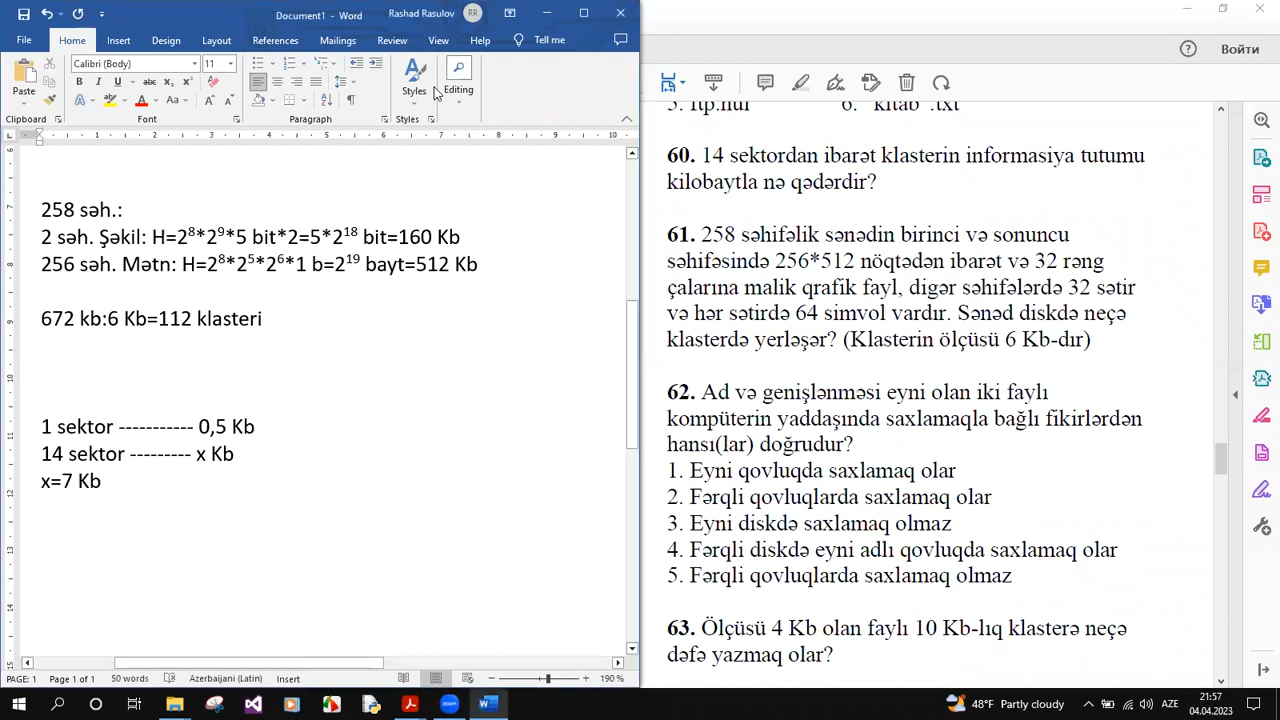 Document1 - Word
Rashad Rasulov
RR
File
Home
Insert
Design
Layout
References
Mailings
Review
View
Help
Tell me
Paste
Calibri (Body)
11
Styles
Editing
Clipboard
Font
Paragraph
Styles
258 səh.:
2 səh. Şəkil: H=2⁸*2⁹*5 bit*2=5*2¹⁸ bit=160 Kb
256 səh. Mətn: H=2⁸*2⁵*2⁶*1 b=2¹⁹ bayt=512 Kb
672 kb:6 Kb=112 klasteri
1 sektor ----------- 0,5 Kb
14 sektor --------- x Kb
x=7 Kb
PAGE: 1
Page 1 of 1
50 words
Azerbaijani (Latin)
Insert
190 %
Войти
5. ftp.nur 6. "kitab".txt
60. 14 sektordan ibarət klasterin informasiya tutumu
kilobaytla nə qədərdir?
61. 258 səhifəlik sənədin birinci və sonuncu
səhifəsində 256*512 nöqtədən ibarət və 32 rəng
çalarına malik qrafik fayl, digər səhifələrdə 32 sətir
və hər sətirdə 64 simvol vardır. Sənəd diskdə neçə
klasterdə yerləşər? (Klasterin ölçüsü 6 Kb-dır)
62. Ad və genişlənməsi eyni olan iki faylı
kompüterin yaddaşında saxlamaqla bağlı fikirlərdən
hansı(lar) doğrudur?
1. Eyni qovluqda saxlamaq olar
2. Fərqli qovluqlarda saxlamaq olar
3. Eyni diskdə saxlamaq olmaz
4. Fərqli diskdə eyni adlı qovluqda saxlamaq olar
5. Fərqli qovluqlarda saxlamaq olmaz
63. Ölçüsü 4 Kb olan faylı 10 Kb-lıq klasterə neçə
dəfə yazmaq olar?
48°F Partly cloudy
AZE
21:57
04.04.2023